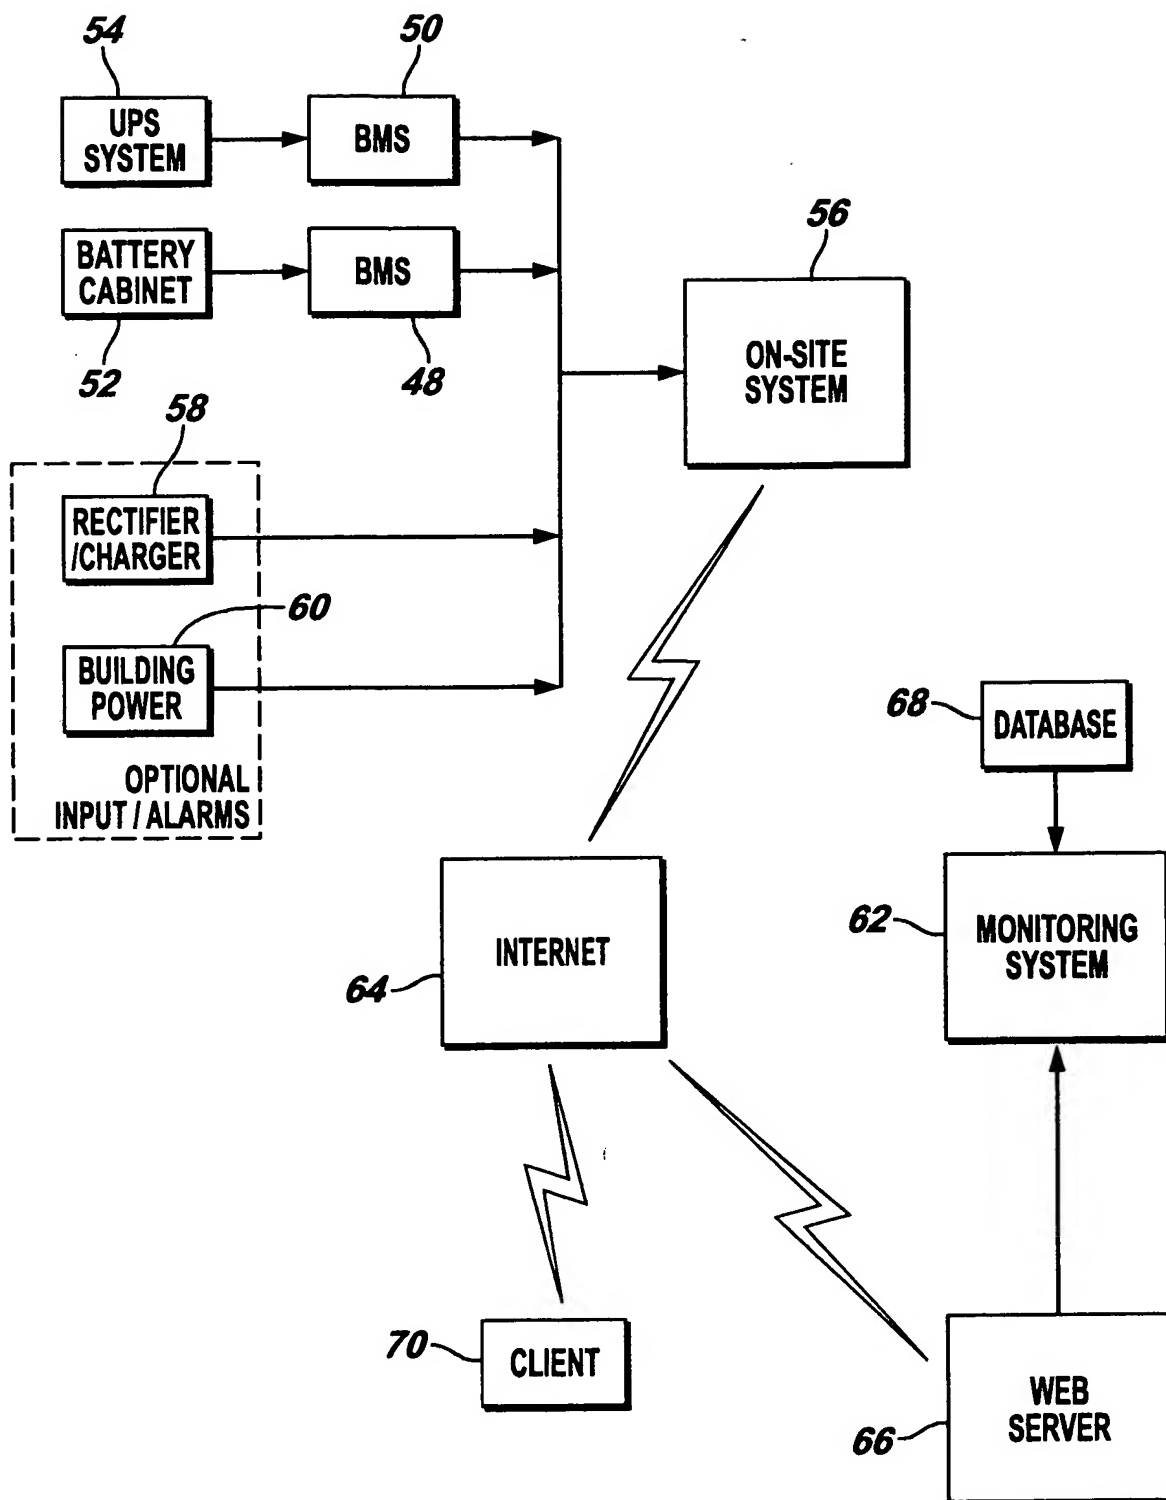 54
50
UPS
SYSTEM
BMS
56
BATTERY
CABINET
BMS
52
48
ON-SITE
SYSTEM
58
RECTIFIER
/CHARGER
60
BUILDING
POWER
OPTIONAL
INPUT / ALARMS
68
DATABASE
62
MONITORING
SYSTEM
INTERNET
64
70
CLIENT
WEB
SERVER
66